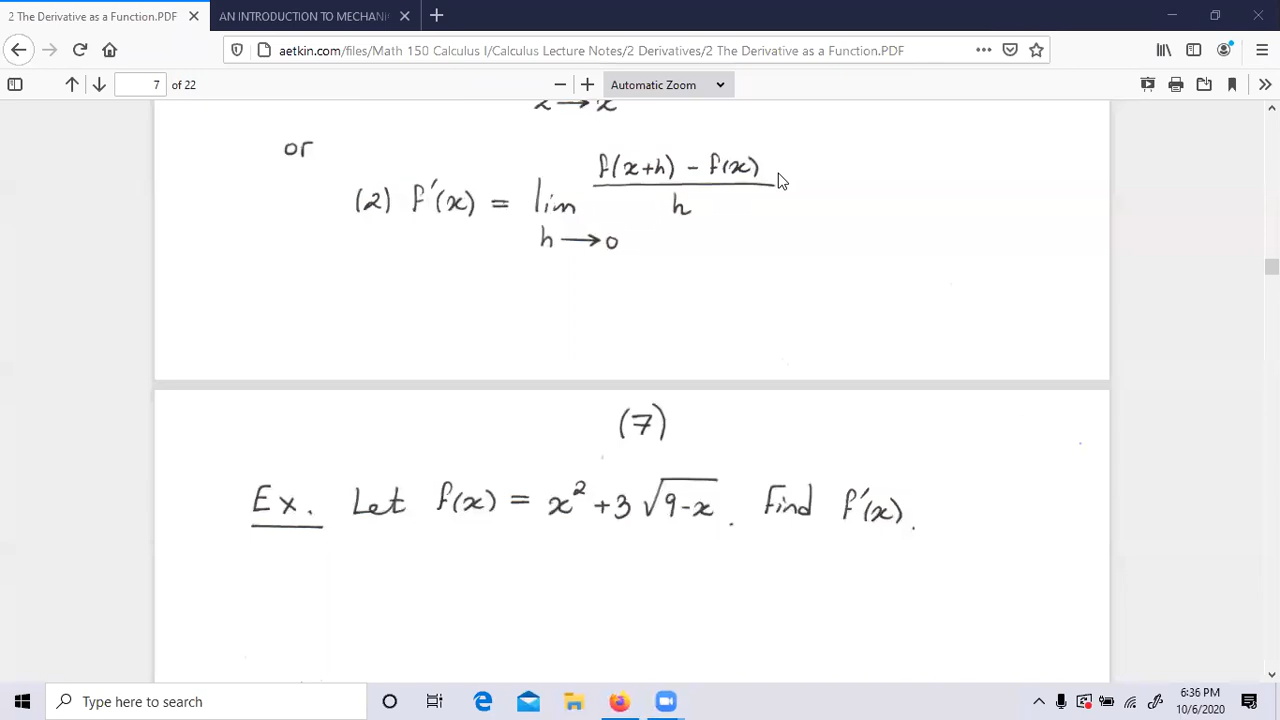 2 The Derivative as a Function.PDF
AN INTRODUCTION TO MECHANI
aetkin.com/files/Math 150 Calculus I/Calculus Lecture Notes/2 Derivatives/2 The Derivative as a Function.PDF
7 of 22
Automatic Zoom
or
(2) f'(x) = lim h→0 f(x+h) - f(x) / h
(7)
Ex. Let f(x) = x² + 3√9-x. Find f'(x).
Type here to search
6:36 PM
10/6/2020